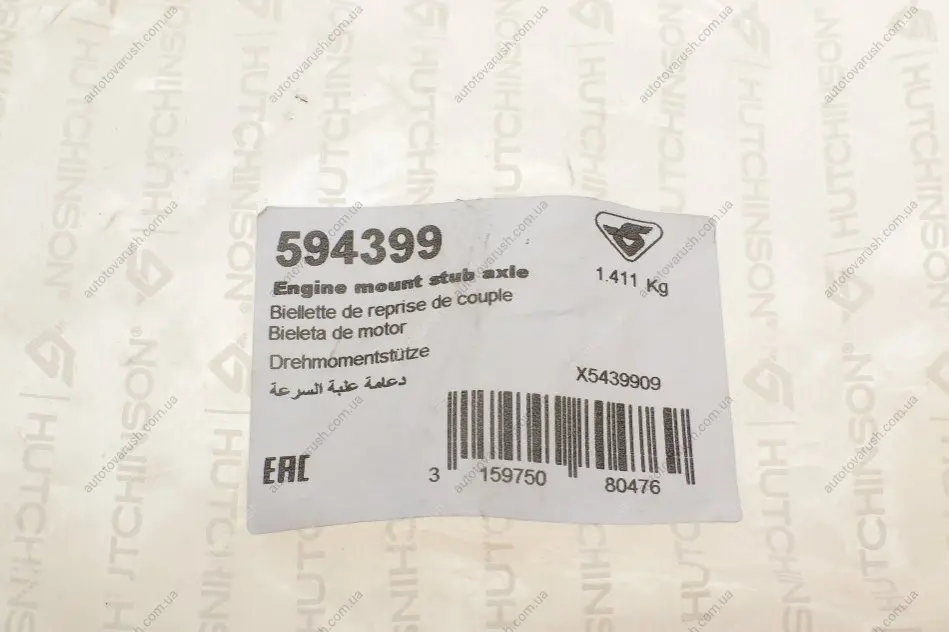 594399
Engine mount stub axle
1.411 Kg
Biellette de reprise de couple
Bieleta de motor
Drehmomentstütze
دعامة علبة السرعة
X5439909
EAC
3 159750 80476
HUTCHINSON®
autotovarush.com.ua